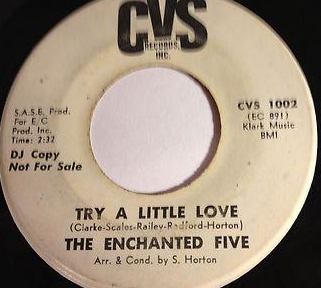 CVS
RECORDS,
INC.
S.A.S.E. Prod.
For E/C
Prod. Inc.
Time: 2:32
DJ Copy
Not For Sale
CVS 1002
(EC 891)
Klark Music
BMI
TRY A LITTLE LOVE
(Clarke-Scales-Railey-Redford-Horton)
THE ENCHANTED FIVE
Arr. & Cond. by S. Horton